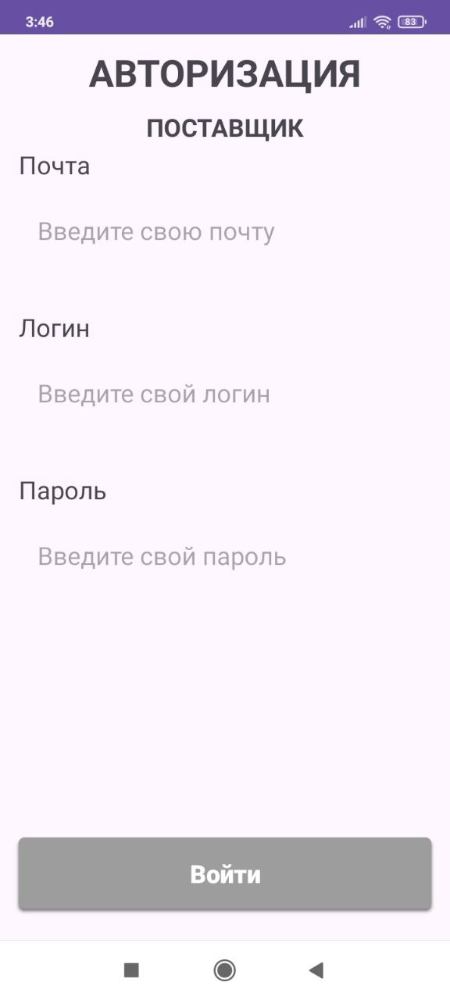 3:46
83
АВТОРИЗАЦИЯ
ПОСТАВЩИК
Почта
Введите свою почту
Логин
Введите свой логин
Пароль
Введите свой пароль
Войти